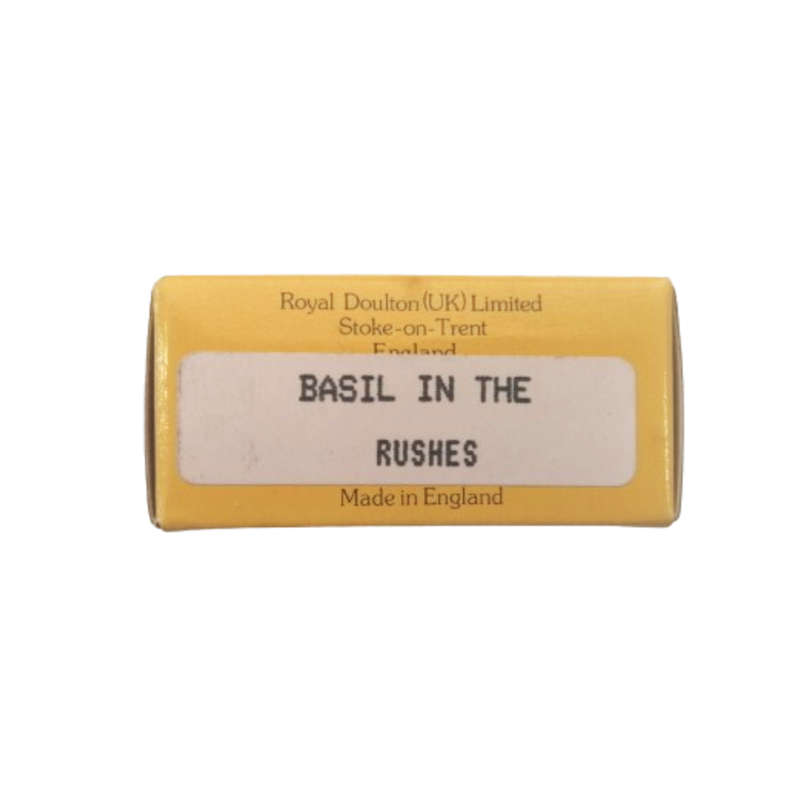 Royal Doulton (UK) Limited
Stoke-on-Trent
England
BASIL IN THE
RUSHES
Made in England